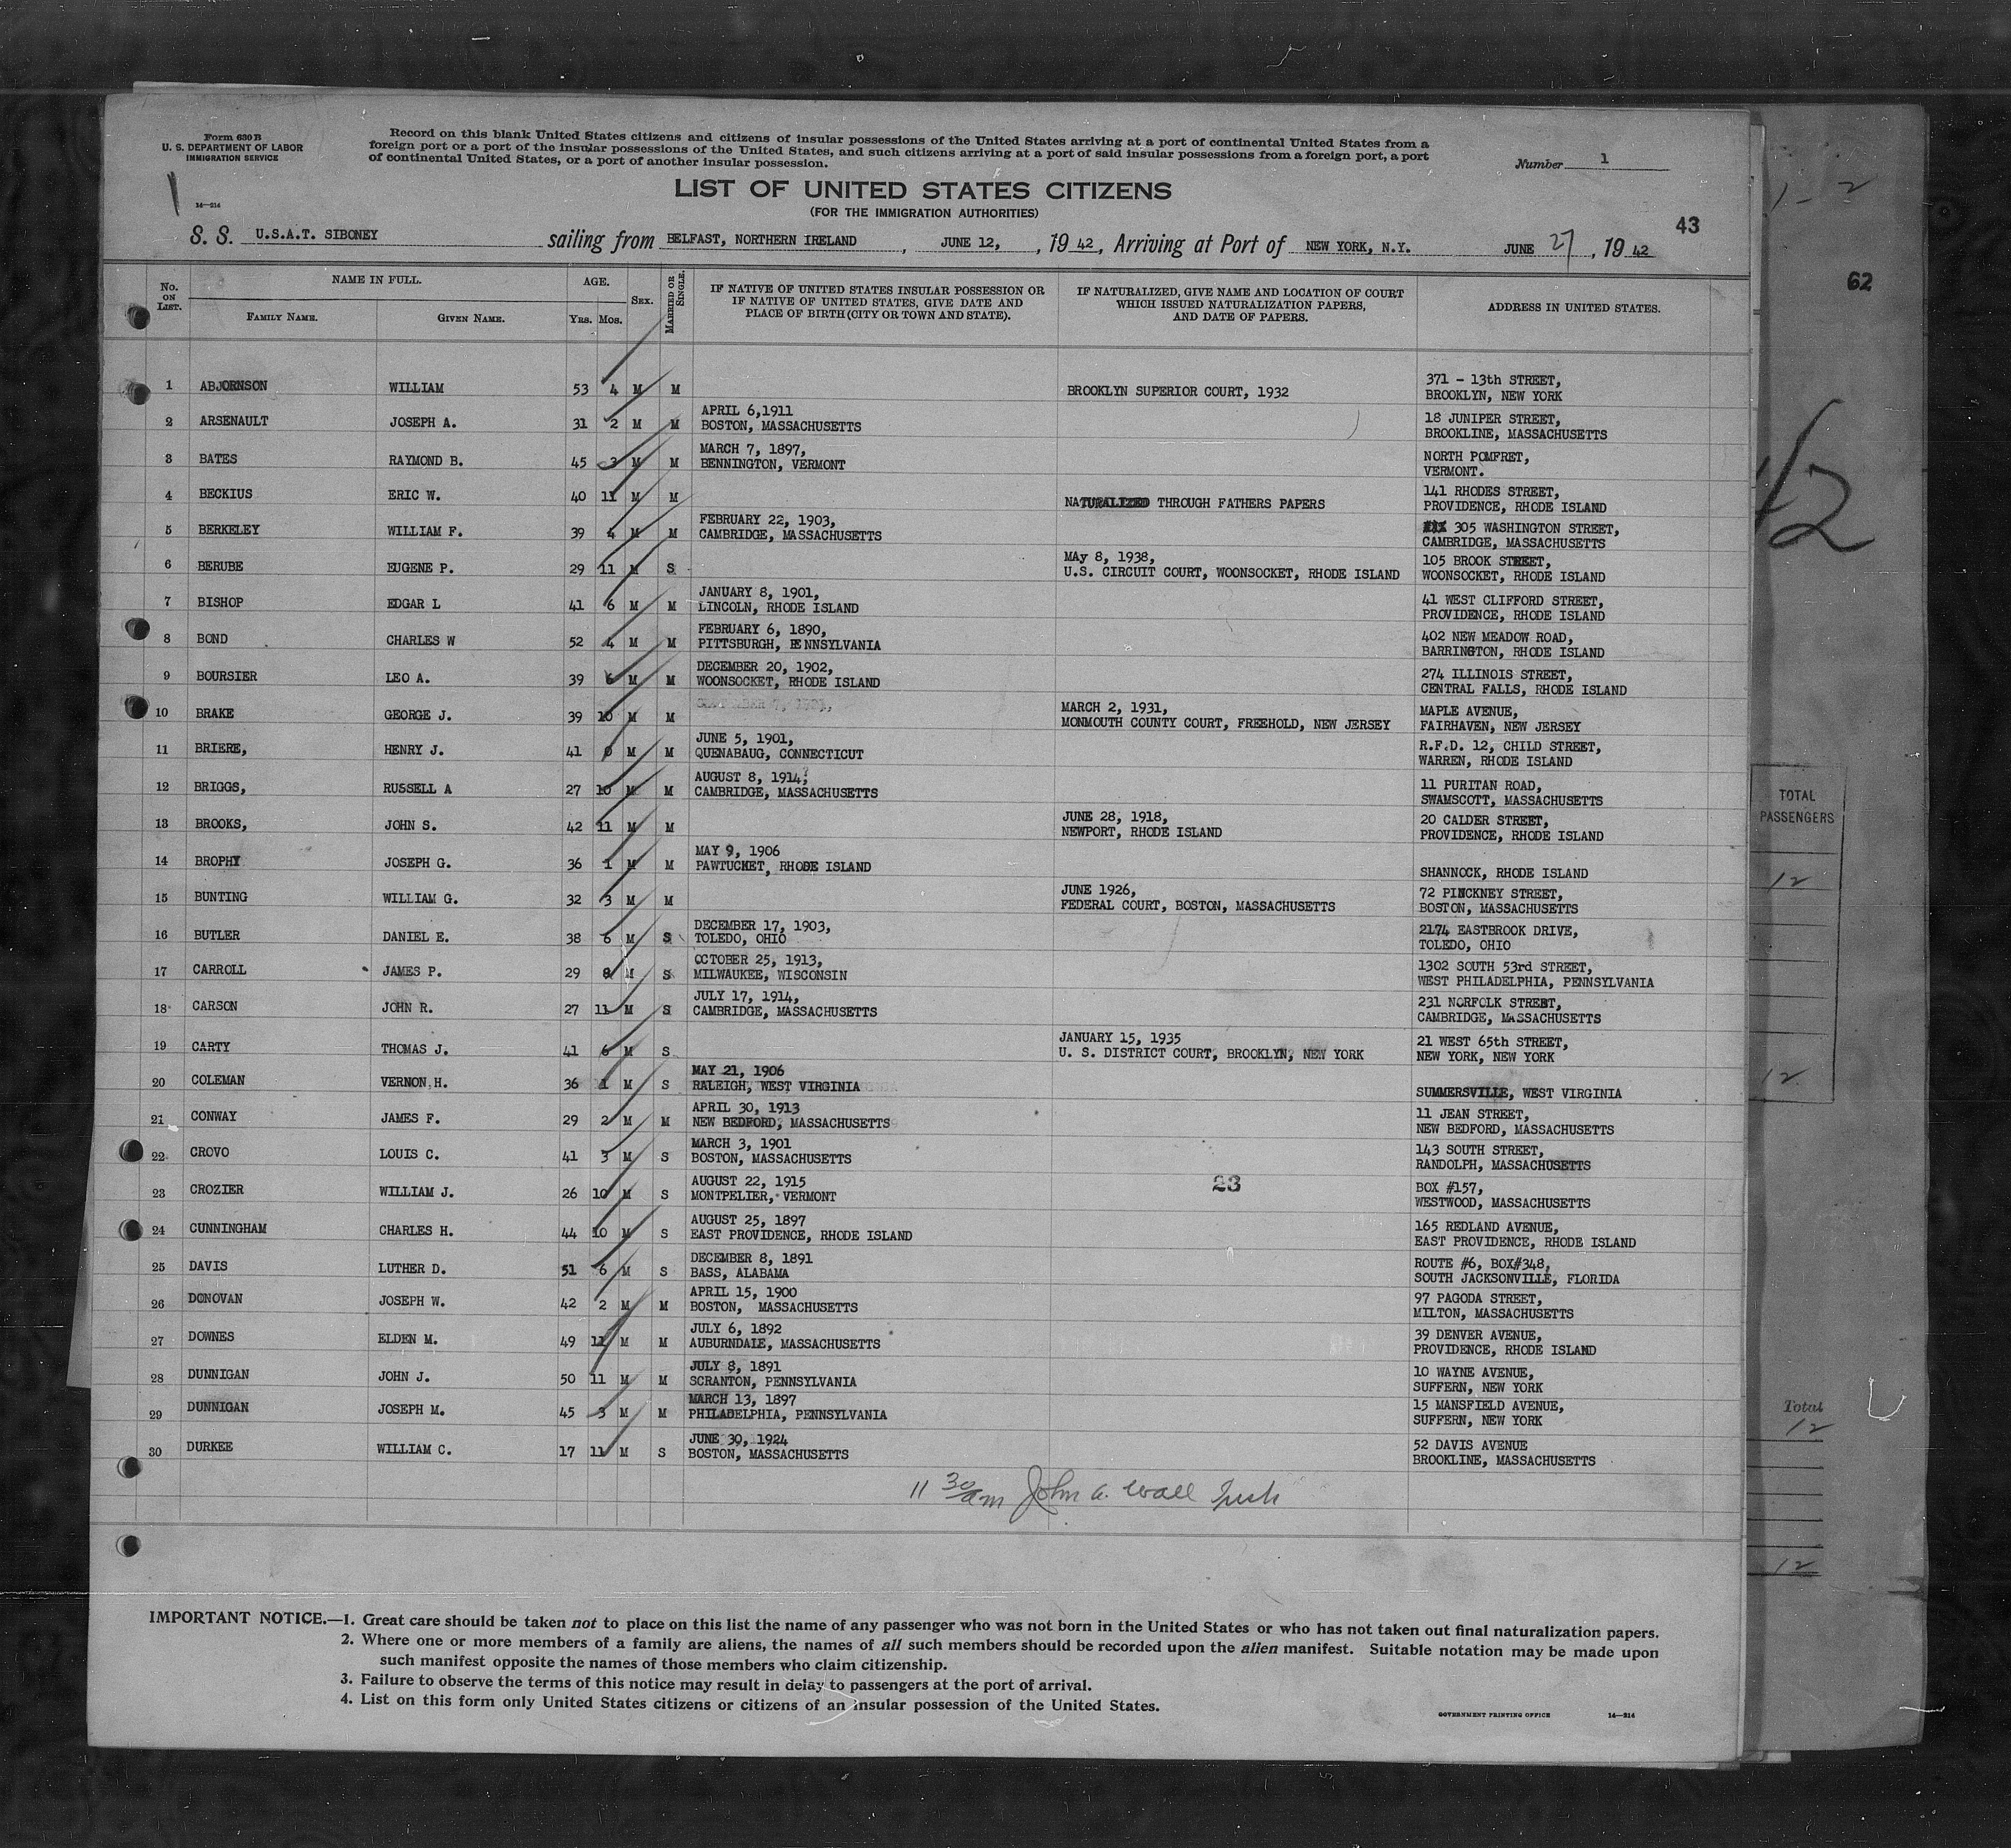 Form 630 B
U. S. DEPARTMENT OF LABOR
IMMIGRATION SERVICE
14—214
Record on this blank United States citizens and citizens of insular possessions of the United States arriving at a port of continental United States from a
foreign port or a port of the insular possessions of the United States, and such citizens arriving at a port of said insular possessions from a foreign port, a port
of continental United States, or a port of another insular possession.
Number 1
LIST OF UNITED STATES CITIZENS
(FOR THE IMMIGRATION AUTHORITIES)
43
S. S. U.S.A.T. SIBONEY sailing from BELFAST, NORTHERN IRELAND, JUNE 12, , 19 42, Arriving at Port of NEW YORK, N.Y. JUNE 27, 19 42
62
No. ON LIST. NAME IN FULL. FAMILY NAME. GIVEN NAME. AGE. YRS. MOS. SEX. MARRIED OR SINGLE. IF NATIVE OF UNITED STATES INSULAR POSSESSION OR IF NATIVE OF UNITED STATES, GIVE DATE AND PLACE OF BIRTH (CITY OR TOWN AND STATE). IF NATURALIZED, GIVE NAME AND LOCATION OF COURT WHICH ISSUED NATURALIZATION PAPERS, AND DATE OF PAPERS. ADDRESS IN UNITED STATES.
1 ABJORNSON WILLIAM 53 4 M M BROOKLYN SUPERIOR COURT, 1932 371 - 13th STREET, BROOKLYN, NEW YORK
2 ARSENAULT JOSEPH A. 31 2 M M APRIL 6,1911 BOSTON, MASSACHUSETTS 18 JUNIPER STREET, BROOKLINE, MASSACHUSETTS
3 BATES RAYMOND B. 45 3 M M MARCH 7, 1897, BENNINGTON, VERMONT NORTH POMFRET, VERMONT.
4 BECKIUS ERIC W. 40 11 M M NATURALIZED THROUGH FATHERS PAPERS 141 RHODES STREET, PROVIDENCE, RHODE ISLAND
5 BERKELEY WILLIAM F. 39 4 M M FEBRUARY 22, 1903, CAMBRIDGE, MASSACHUSETTS 305 WASHINGTON STREET, CAMBRIDGE, MASSACHUSETTS
6 BERUBE EUGENE P. 29 11 M S MAy 8, 1938, U.S. CIRCUIT COURT, WOONSOCKET, RHODE ISLAND 105 BROOK STREET, WOONSOCKET, RHODE ISLAND
7 BISHOP EDGAR L 41 6 M M JANUARY 8, 1901, LINCOLN, RHODE ISLAND 41 WEST CLIFFORD STREET, PROVIDENCE, RHODE ISLAND
8 BOND CHARLES W 52 4 M M FEBRUARY 6, 1890, PITTSBURGH, PENNSYLVANIA 402 NEW MEADOW ROAD, BARRINGTON, RHODE ISLAND
9 BOURSIER LEO A. 39 6 M M DECEMBER 20, 1902, WOONSOCKET, RHODE ISLAND 274 ILLINOIS STREET, CENTRAL FALLS, RHODE ISLAND
10 BRAKE GEORGE J. 39 10 M M MARCH 2, 1931, MONMOUTH COUNTY COURT, FREEHOLD, NEW JERSEY MAPLE AVENUE, FAIRHAVEN, NEW JERSEY
11 BRIERE, HENRY J. 41 0 M M JUNE 5, 1901, QUENABAUG, CONNECTICUT R.F.D. 12, CHILD STREET, WARREN, RHODE ISLAND
12 BRIGGS, RUSSELL A 27 10 M M AUGUST 8, 1914, CAMBRIDGE, MASSACHUSETTS 11 PURITAN ROAD, SWAMSCOTT, MASSACHUSETTS
13 BROOKS, JOHN S. 42 11 M M JUNE 28, 1918, NEWPORT, RHODE ISLAND 20 CALDER STREET, PROVIDENCE, RHODE ISLAND
14 BROPHY JOSEPH G. 36 1 M M MAY 9, 1906 PAWTUCKET, RHODE ISLAND SHANNOCK, RHODE ISLAND
15 BUNTING WILLIAM G. 32 3 M M JUNE 1926, FEDERAL COURT, BOSTON, MASSACHUSETTS 72 PINCKNEY STREET, BOSTON, MASSACHUSETTS
16 BUTLER DANIEL E. 38 6 M S DECEMBER 17, 1903, TOLEDO, OHIO 2174 EASTBROOK DRIVE, TOLEDO, OHIO
17 CARROLL JAMES P. 29 8 M S OCTOBER 25, 1913, MILWAUKEE, WISCONSIN 1302 SOUTH 53rd STREET, WEST PHILADELPHIA, PENNSYLVANIA
18 CARSON JOHN R. 27 11 M S JULY 17, 1914, CAMBRIDGE, MASSACHUSETTS 231 NORFOLK STREET, CAMBRIDGE, MASSACHUSETTS
19 CARTY THOMAS J. 41 6 M S JANUARY 15, 1935 U. S. DISTRICT COURT, BROOKLYN, NEW YORK 21 WEST 65th STREET, NEW YORK, NEW YORK
20 COLEMAN VERNON H. 36 1 M S MAY 21, 1906 RALEIGH, WEST VIRGINIA SUMMERSVILLE, WEST VIRGINIA
21 CONWAY JAMES F. 29 2 M M APRIL 30, 1913 NEW BEDFORD, MASSACHUSETTS 11 JEAN STREET, NEW BEDFORD, MASSACHUSETTS
22 CROVO LOUIS C. 41 3 M S MARCH 3, 1901 BOSTON, MASSACHUSETTS 143 SOUTH STREET, RANDOLPH, MASSACHUSETTS
23 CROZIER WILLIAM J. 26 10 M S AUGUST 22, 1915 MONTPELIER, VERMONT 23 BOX #157, WESTWOOD, MASSACHUSETTS
24 CUNNINGHAM CHARLES H. 44 10 M S AUGUST 25, 1897 EAST PROVIDENCE, RHODE ISLAND 165 REDLAND AVENUE, EAST PROVIDENCE, RHODE ISLAND
25 DAVIS LUTHER D. 51 6 M S DECEMBER 8, 1891 BASS, ALABAMA ROUTE #6, BOX#348, SOUTH JACKSONVILLE, FLORIDA
26 DONOVAN JOSEPH W. 42 2 M M APRIL 15, 1900 BOSTON, MASSACHUSETTS 97 PAGODA STREET, MILTON, MASSACHUSETTS
27 DOWNES ELDEN M. 49 11 M M JULY 6, 1892 AUBURNDALE, MASSACHUSETTS 39 DENVER AVENUE, PROVIDENCE, RHODE ISLAND
28 DUNNIGAN JOHN J. 50 11 M M JULY 8, 1891 SCRANTON, PENNSYLVANIA 10 WAYNE AVENUE, SUFFERN, NEW YORK
29 DUNNIGAN JOSEPH M. 45 3 M M MARCH 13, 1897 PHILADELPHIA, PENNSYLVANIA 15 MANSFIELD AVENUE, SUFFERN, NEW YORK
30 DURKEE WILLIAM C. 17 11 M S JUNE 30, 1924 BOSTON, MASSACHUSETTS 52 DAVIS AVENUE BROOKLINE, MASSACHUSETTS
11 30 am John A. Wall
IMPORTANT NOTICE.—1. Great care should be taken not to place on this list the name of any passenger who was not born in the United States or who has not taken out final naturalization papers.
2. Where one or more members of a family are aliens, the names of all such members should be recorded upon the alien manifest. Suitable notation may be made upon
such manifest opposite the names of those members who claim citizenship.
3. Failure to observe the terms of this notice may result in delay to passengers at the port of arrival.
4. List on this form only United States citizens or citizens of an insular possession of the United States.
GOVERNMENT PRINTING OFFICE 14—214
1 - 2
TOTAL
PASSENGERS
12
12
Total
12
12